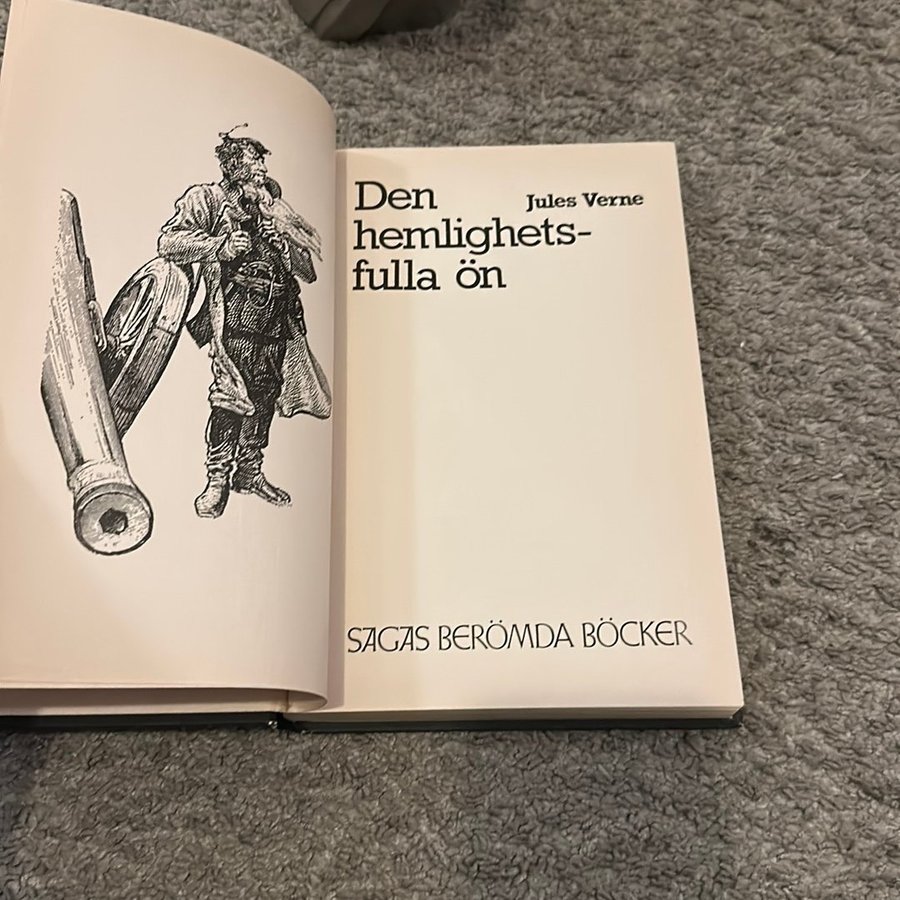 Den
Jules Verne
hemlighets-
fulla ön
SAGAS BERÖMDA BÖCKER